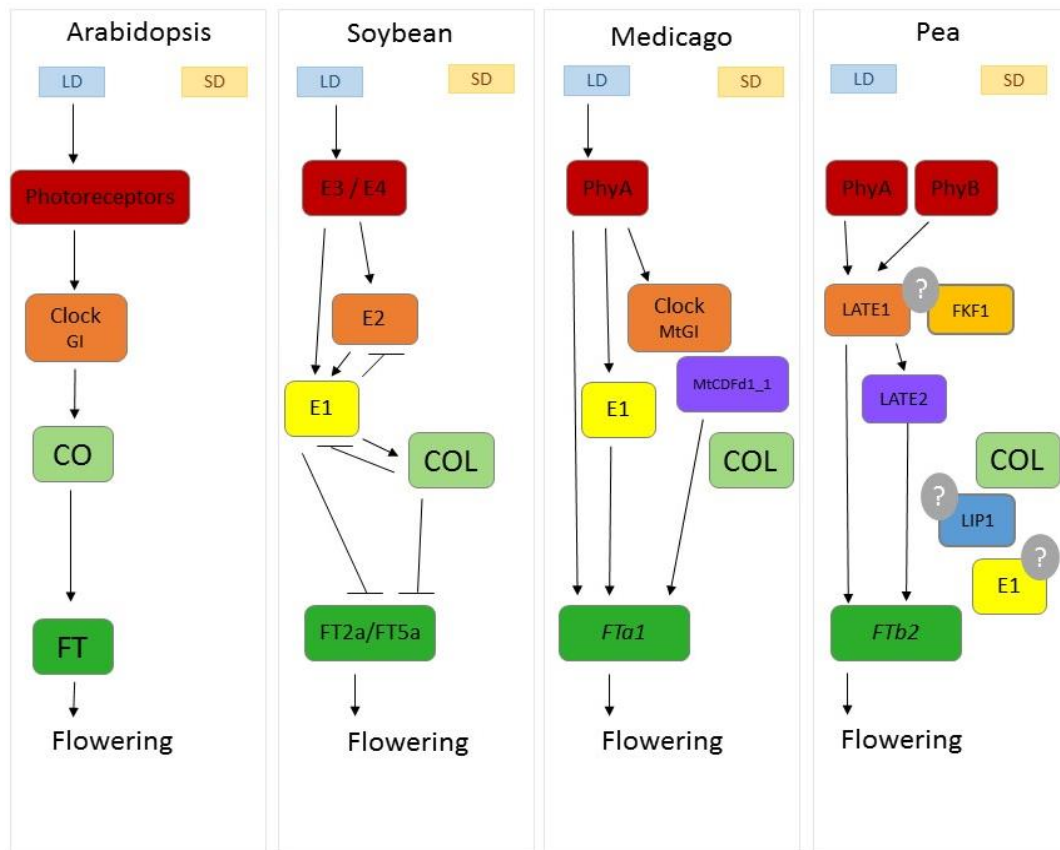 Arabidopsis
LD
SD
Photoreceptors
Clock
GI
CO
FT
Flowering
Soybean
LD
SD
E3 / E4
E2
E1
COL
FT2a/FT5a
Flowering
Medicago
LD
SD
PhyA
Clock
MtGI
MtCDFd1_1
E1
COL
FTa1
Flowering
Pea
LD
SD
PhyA
PhyB
?
LATE1
FKF1
LATE2
COL
?
LIP1
?
E1
FTb2
Flowering